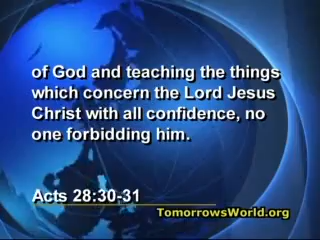 of God and teaching the things
which concern the Lord Jesus
Christ with all confidence, no
one forbidding him.
Acts 28:30-31
TomorrowsWorld.org